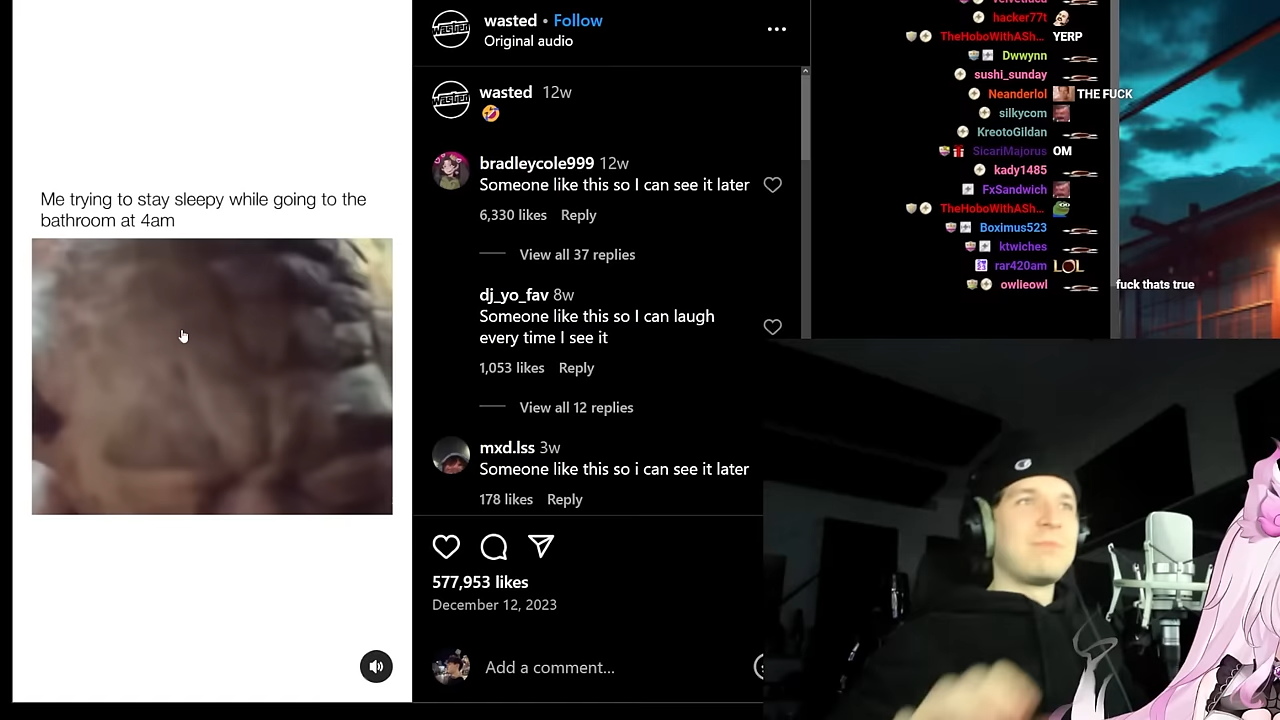 Me trying to stay sleepy while going to the
bathroom at 4am
wasted
wasted • Follow
Original audio
wasted
wasted 12w
bradleycole999 12w
Someone like this so I can see it later
6,330 likes Reply
View all 37 replies
dj_yo_fav 8w
Someone like this so I can laugh
every time I see it
1,053 likes Reply
View all 12 replies
mxd.lss 3w
Someone like this so i can see it later
178 likes Reply
577,953 likes
December 12, 2023
Add a comment...
hacker77t
TheHoboWithASh... YERP
Dwwynn
sushi_sunday
Neanderlol THE FUCK
silkycom
KreotoGildan
SicariMajorus OM
kady1485
FxSandwich
TheHoboWithASh...
Boximus523
ktwiches
rar420am LOL
owlieowl
fuck thats true